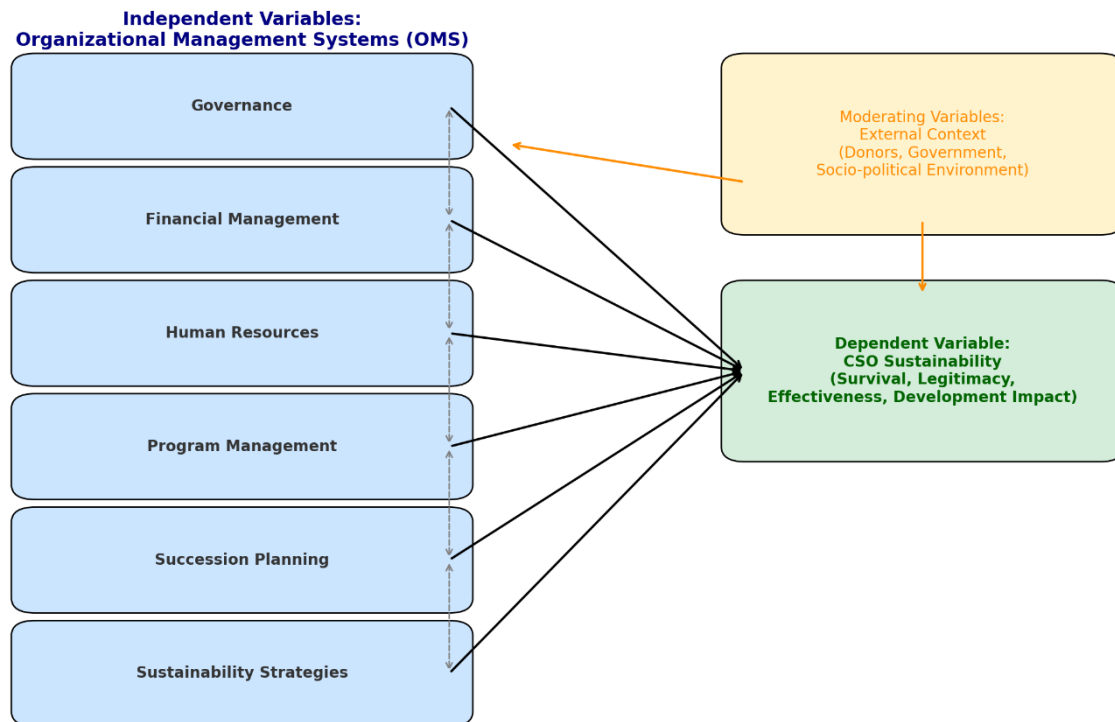 Independent Variables:
Organizational Management Systems (OMS)
Governance
Financial Management
Human Resources
Program Management
Succession Planning
Sustainability Strategies
Moderating Variables:
External Context
(Donors, Government,
Socio-political Environment)
Dependent Variable:
CSO Sustainability
(Survival, Legitimacy,
Effectiveness, Development Impact)